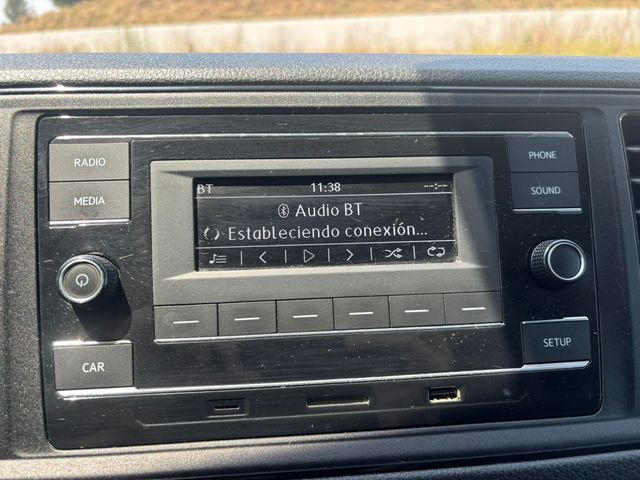 RADIO
MEDIA
CAR
BT 11:38 --:--
Audio BT
Estableciendo conexión...
PHONE
SOUND
SETUP